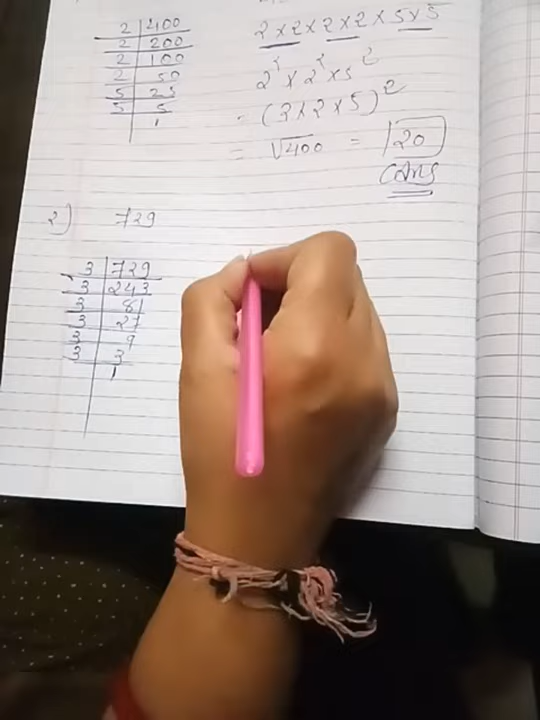 2 | 400
2 | 200
2 | 100
2 | 50
5 | 25
5 | 5
1
2 × 2 × 2 × 2 × 5 × 5
2² × 2² × 5²
(2 × 2 × 5)²
= √400 = 20
Ans
2) 729
3 | 729
3 | 243
3 | 81
3 | 27
3 | 9
3 | 3
1